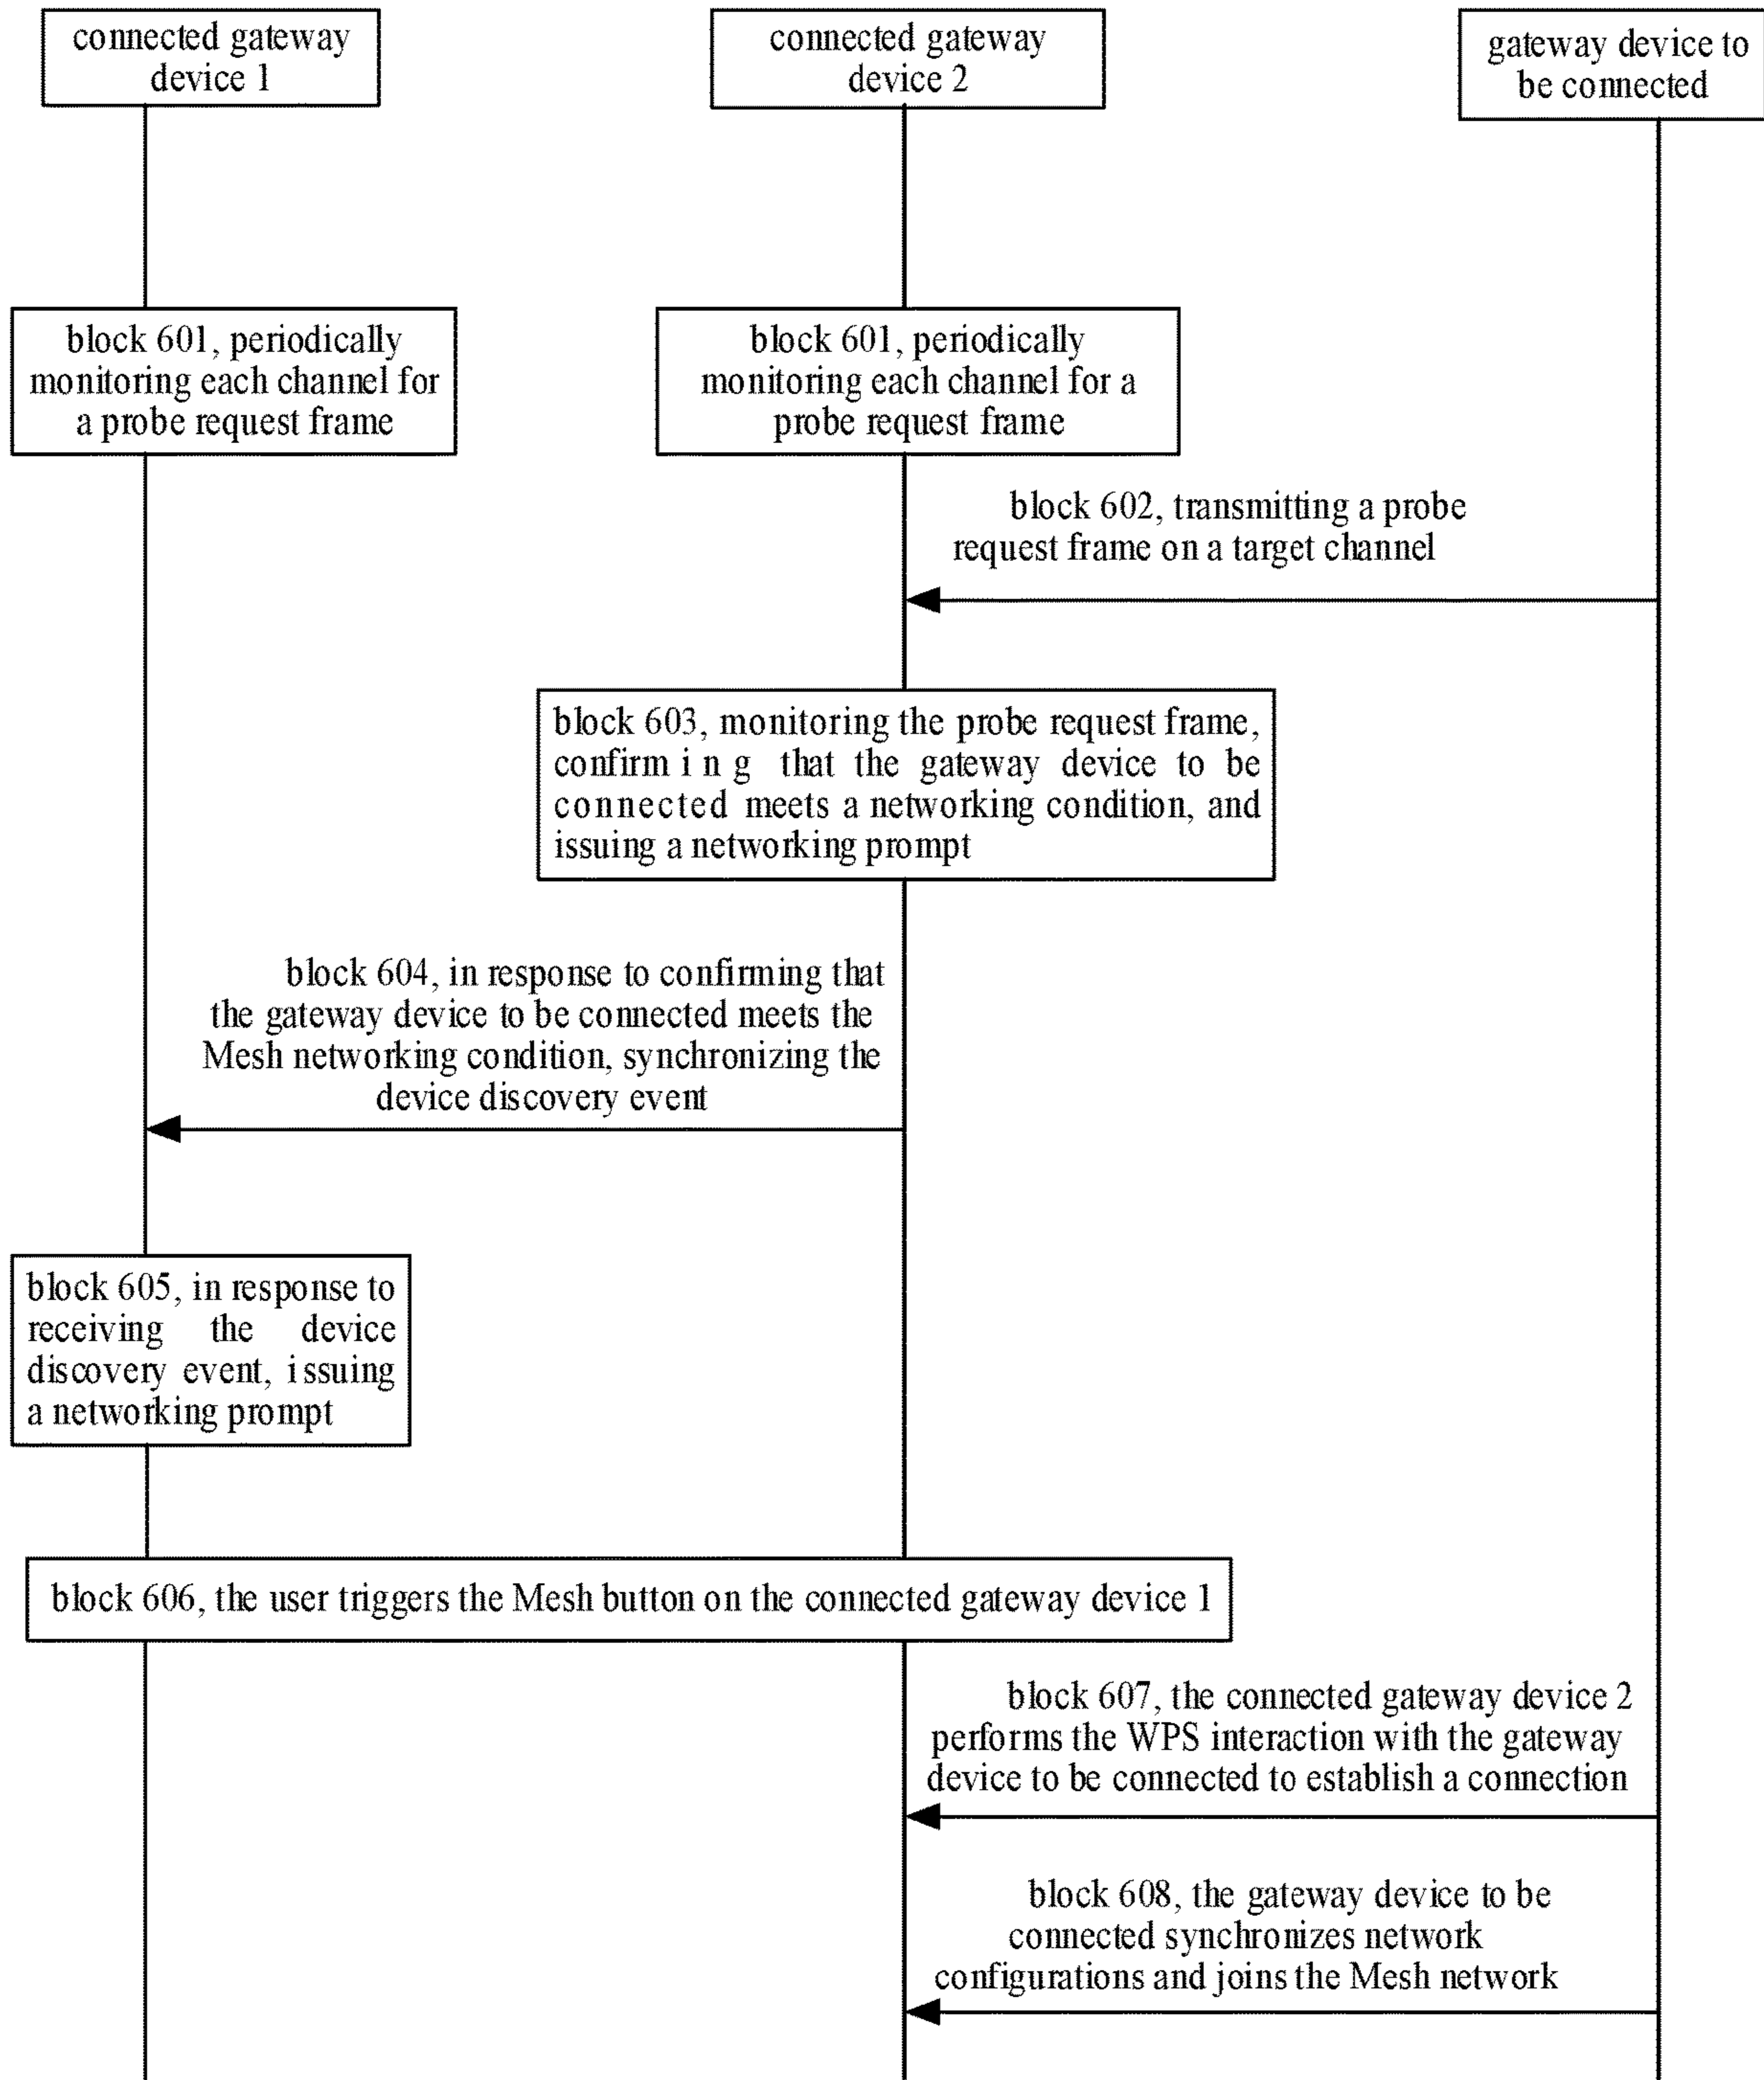 connected gateway
device 1
connected gateway
device 2
gateway device to
be connected
block 601, periodically
monitoring each channel for
a probe request frame
block 601, periodically
monitoring each channel for a
probe request frame
block 602, transmitting a probe
request frame on a target channel
block 603, monitoring the probe request frame,
confirming that the gateway device to be
connected meets a networking condition, and
issuing a networking prompt
block 604, in response to confirming that
the gateway device to be connected meets the
Mesh networking condition, synchronizing the
device discovery event
block 605, in response to
receiving the device
discovery event, issuing
a networking prompt
block 606, the user triggers the Mesh button on the connected gateway device 1
block 607, the connected gateway device 2
performs the WPS interaction with the gateway
device to be connected to establish a connection
block 608, the gateway device to be
connected synchronizes network
configurations and joins the Mesh network